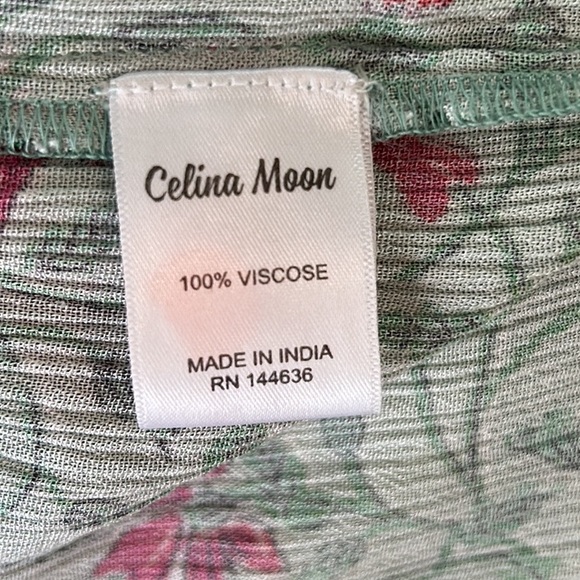 Celina Moon
100% VISCOSE
MADE IN INDIA
RN 144636